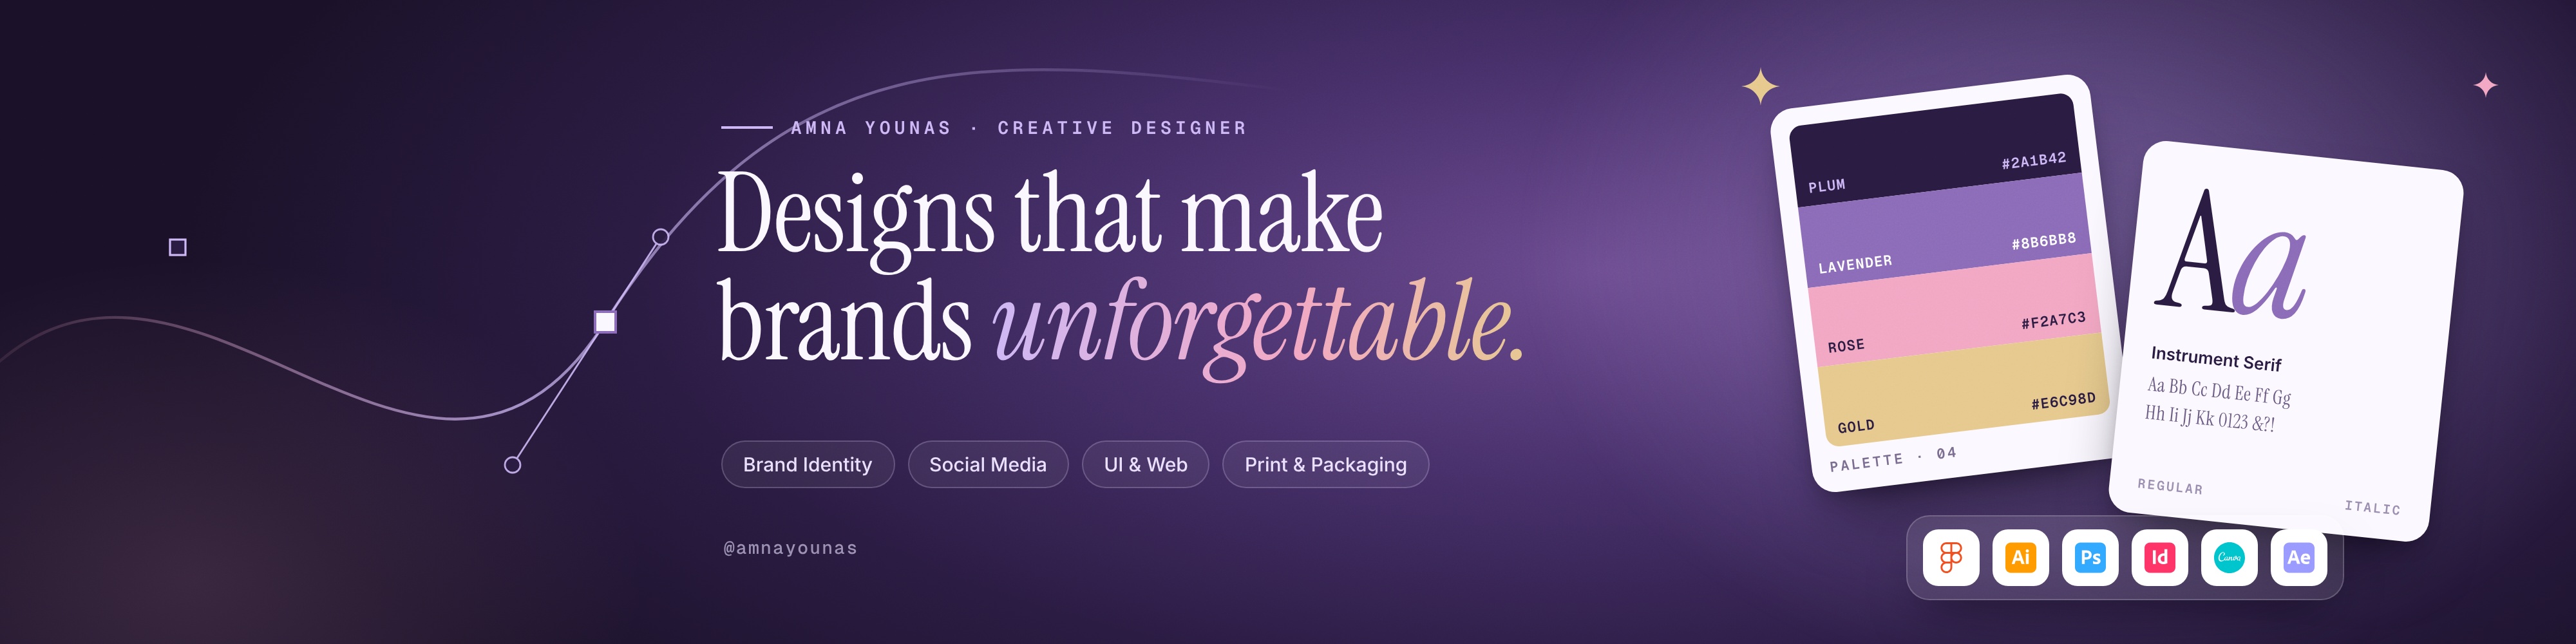 AMNA YOUNAS · CREATIVE DESIGNER
Designs that make
brands unforgettable.
Brand Identity
Social Media
UI & Web
Print & Packaging
@amnayounas
PLUM #2A1B42
LAVENDER #8B6BB8
ROSE #F2A7C3
GOLD #E6C98D
PALETTE · 04
Aa
Instrument Serif
Aa Bb Cc Dd Ee Ff Gg
Hh Ii Jj Kk 0123 &?!
REGULAR ITALIC
Ai
Ps
Id
Canva
Ae